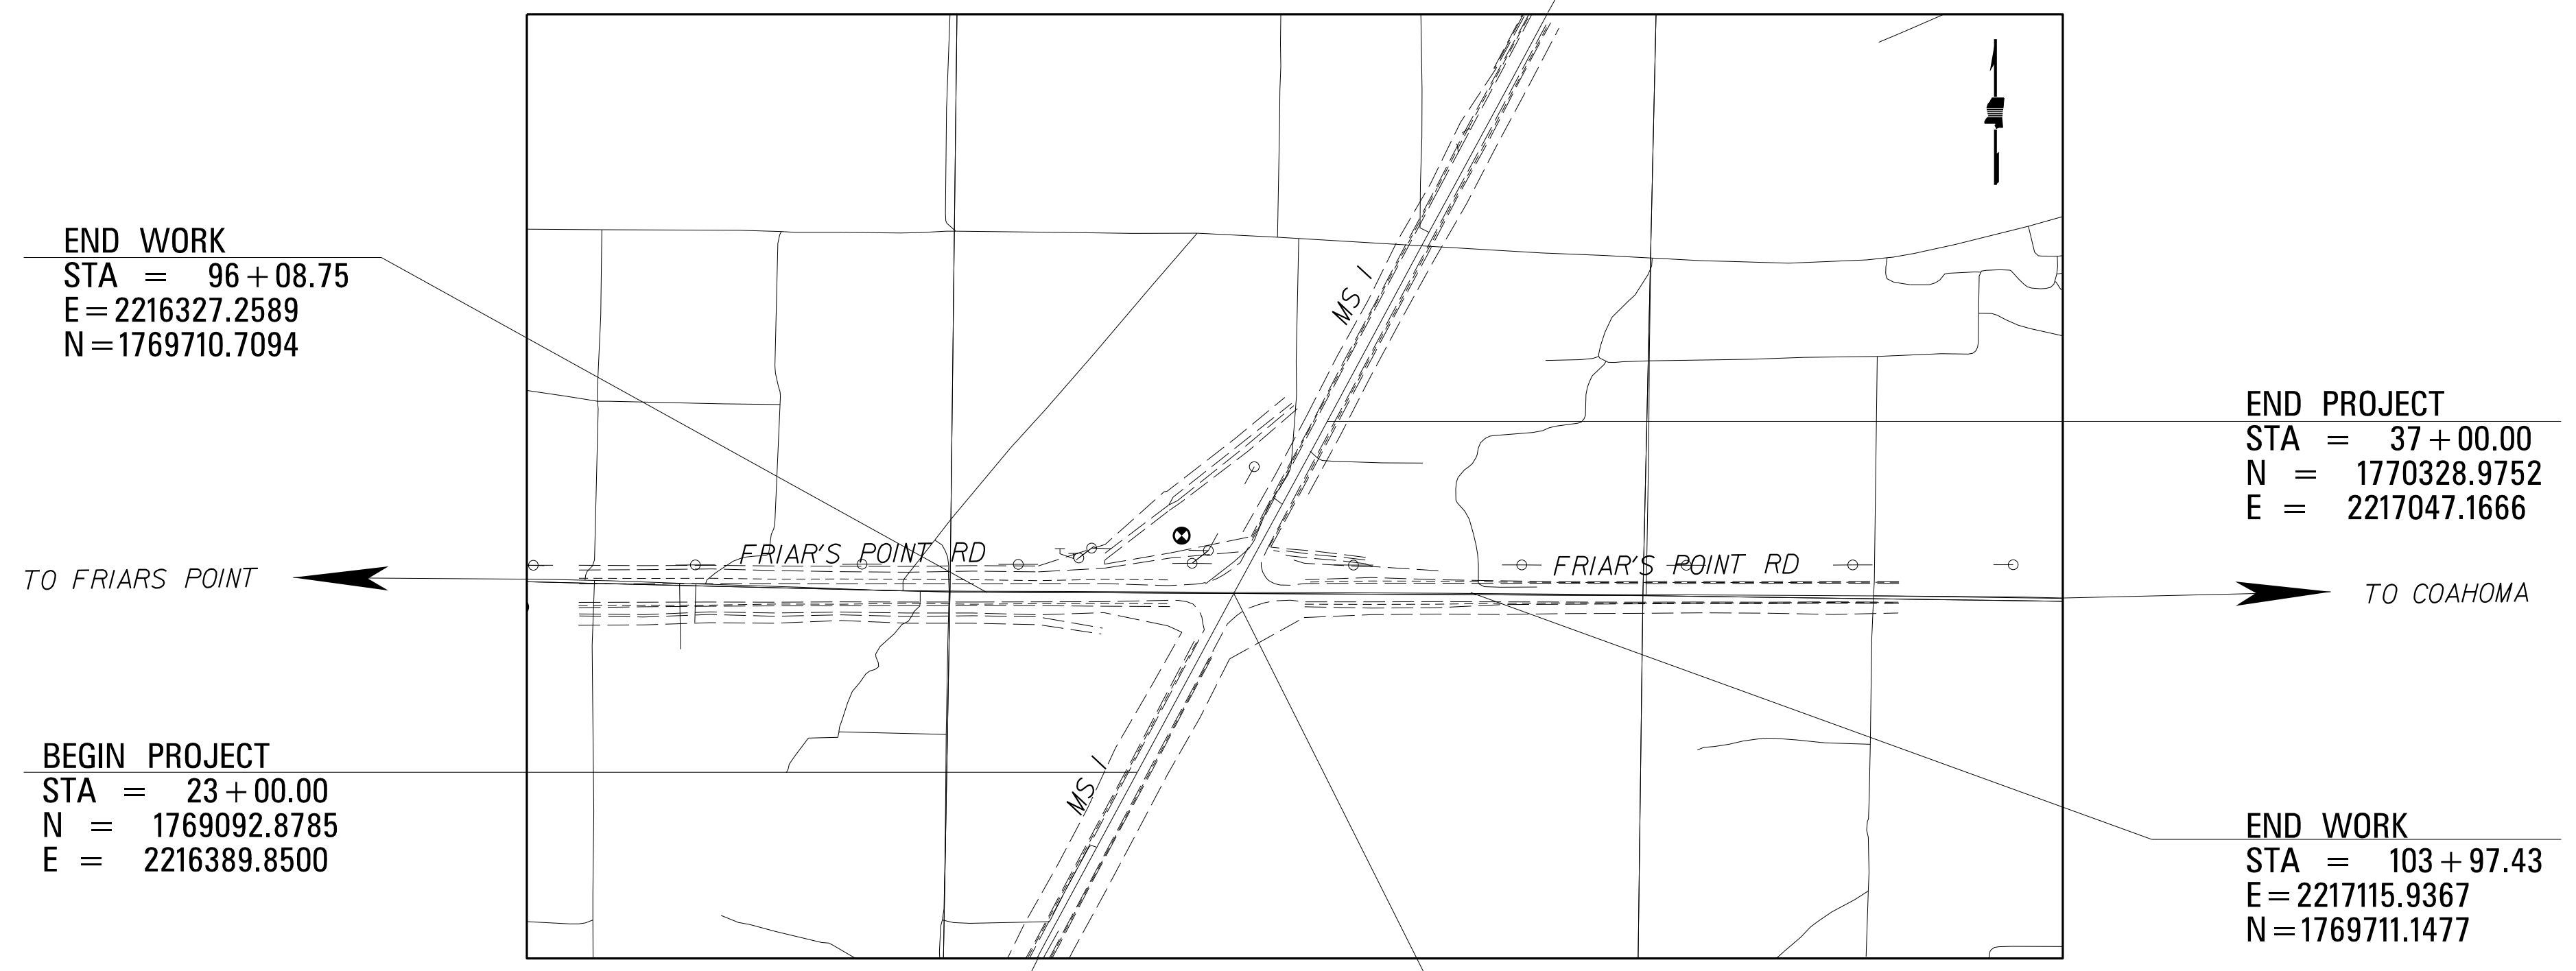 END WORK
STA = 96+08.75
E=2216327.2589
N=1769710.7094
MS 1
END PROJECT
STA = 37+00.00
N = 1770328.9752
E = 2217047.1666
FRIAR'S POINT RD
FRIAR'S POINT RD
TO FRIARS POINT
TO COAHOMA
BEGIN PROJECT
STA = 23+00.00
N = 1769092.8785
E = 2216389.8500
MS 1
END WORK
STA = 103+97.43
E=2217115.9367
N=1769711.1477